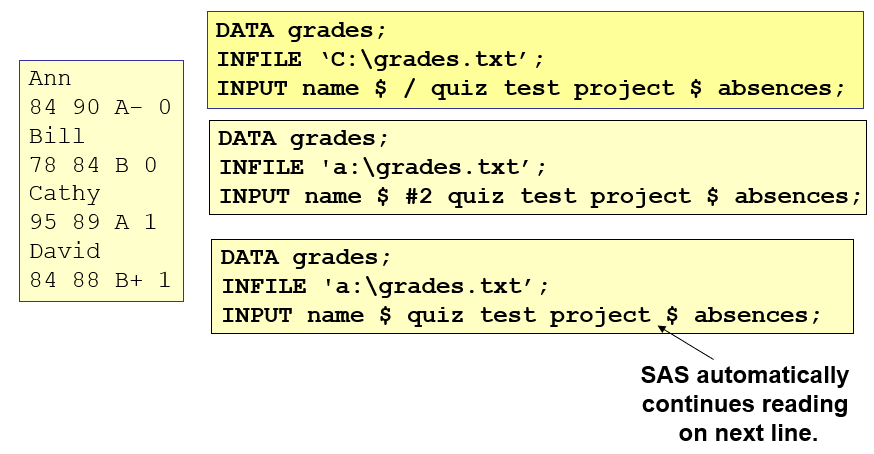 Ann
84 90 A- 0
Bill
78 84 B 0
Cathy
95 89 A 1
David
84 88 B+ 1
DATA grades;
INFILE ‘C:\grades.txt’;
INPUT name $ / quiz test project $ absences;
DATA grades;
INFILE 'a:\grades.txt’;
INPUT name $ #2 quiz test project $ absences;
DATA grades;
INFILE 'a:\grades.txt’;
INPUT name $ quiz test project $ absences;
SAS automatically
continues reading
on next line.